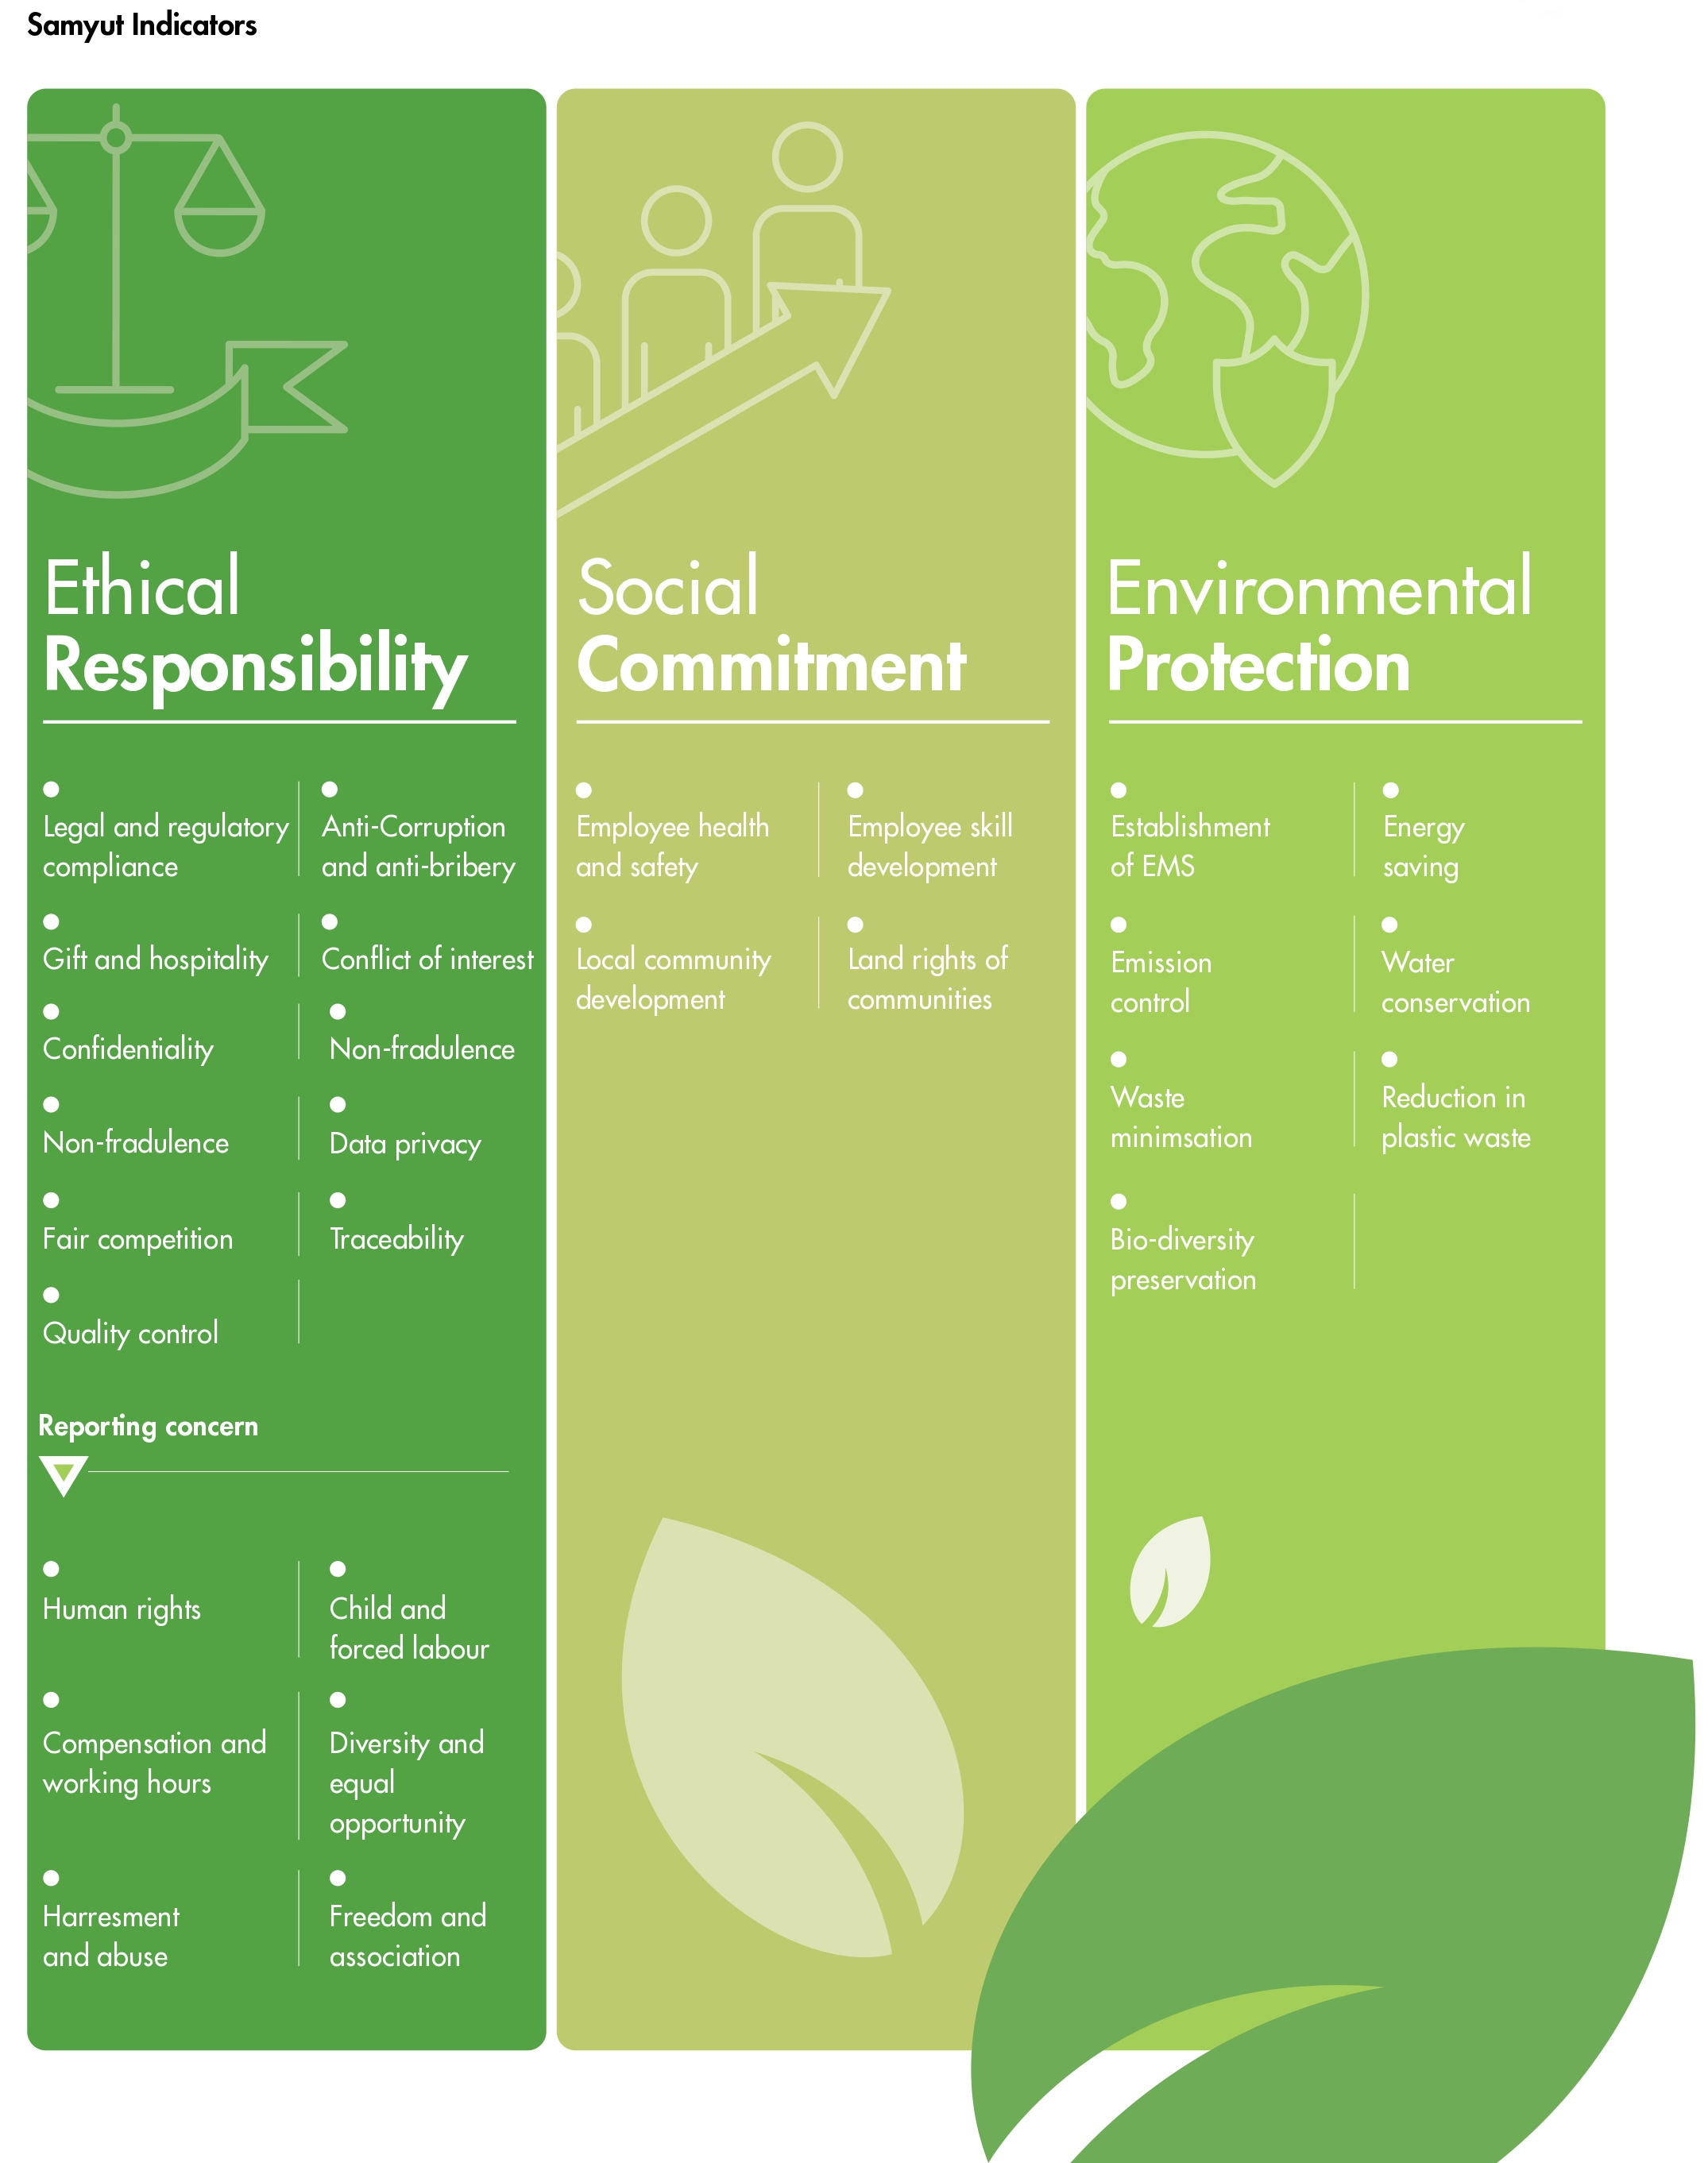 Samyut Indicators
Ethical
Responsibility
Legal and regulatory
compliance
Anti-Corruption
and anti-bribery
Gift and hospitality
Conflict of interest
Confidentiality
Non-fradulence
Non-fradulence
Data privacy
Fair competition
Traceability
Quality control
Reporting concern
Human rights
Child and
forced labour
Compensation and
working hours
Diversity and
equal
opportunity
Harresment
and abuse
Freedom and
association
Social
Commitment
Employee health
and safety
Employee skill
development
Local community
development
Land rights of
communities
Environmental
Protection
Establishment
of EMS
Energy
saving
Emission
control
Water
conservation
Waste
minimsation
Reduction in
plastic waste
Bio-diversity
preservation